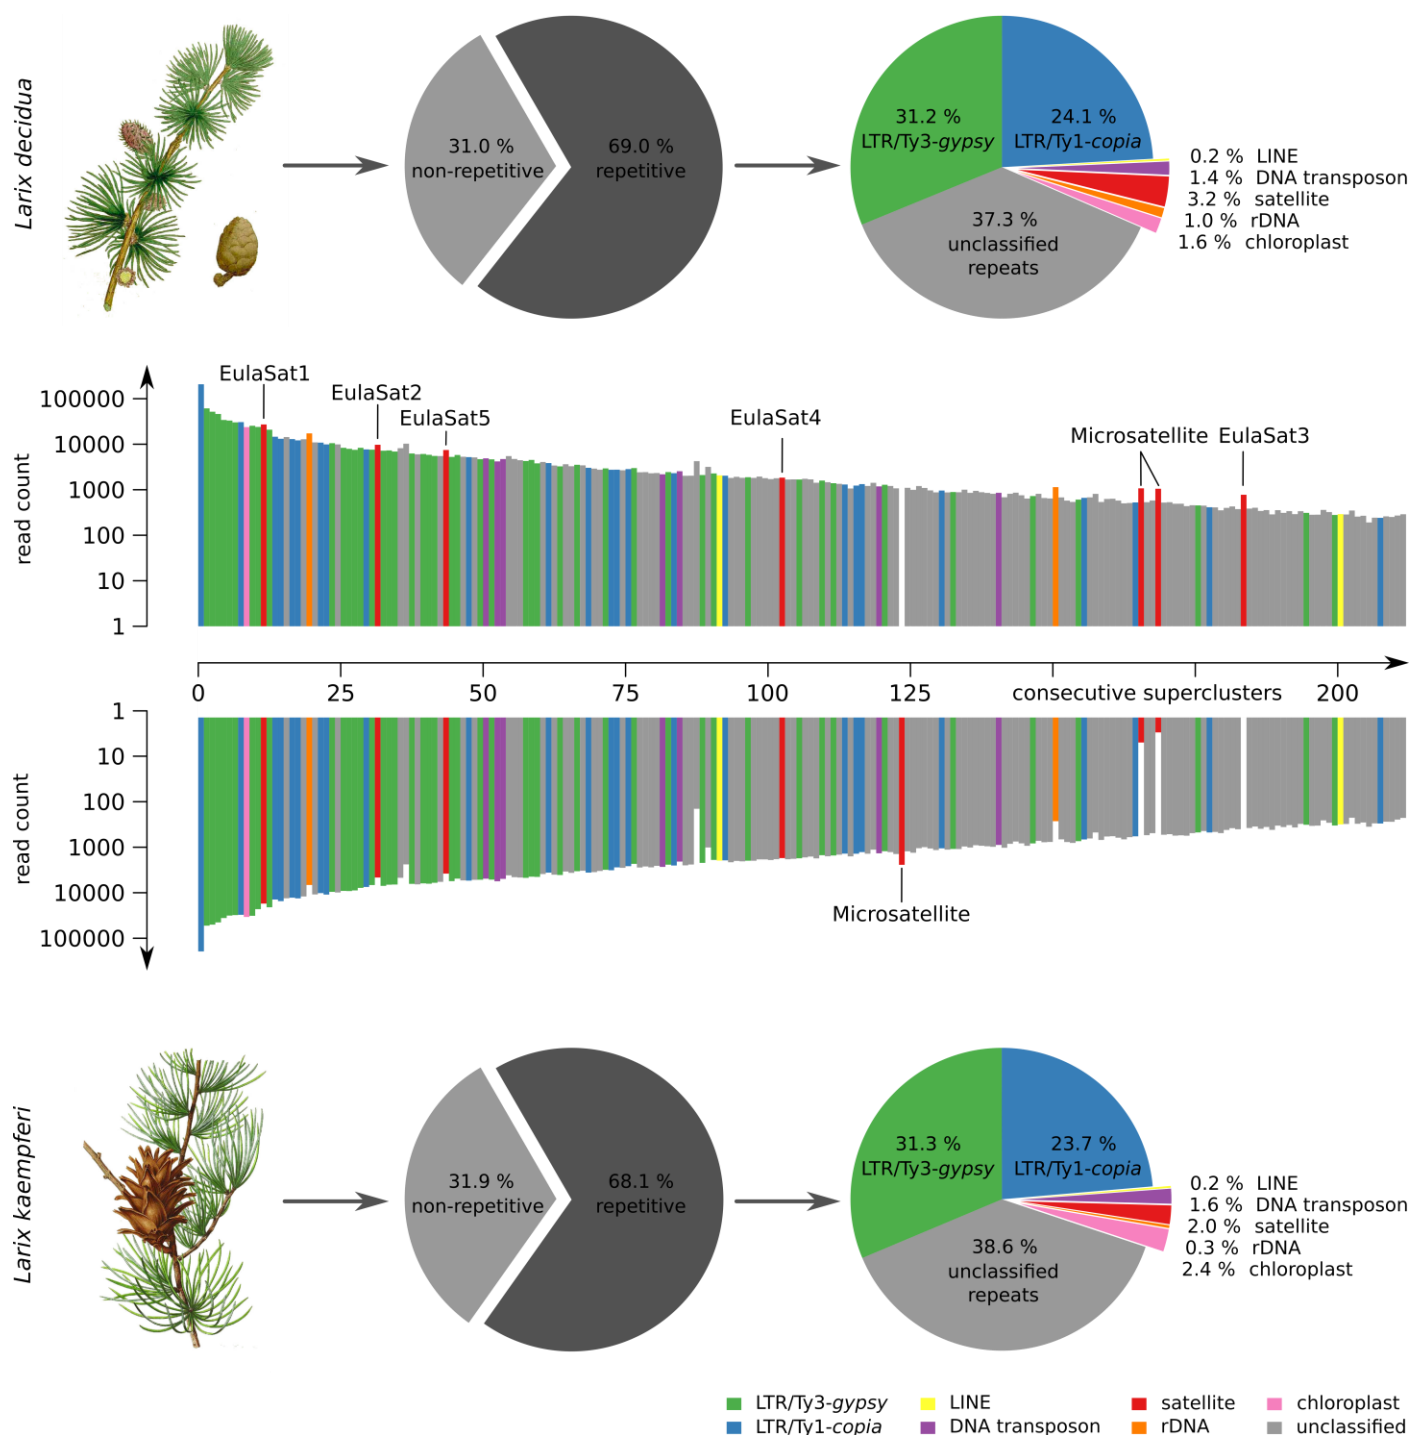 Larix decidua
31.0 %
non-repetitive
69.0 %
repetitive
31.2 %
LTR/Ty3-gypsy
24.1 %
LTR/Ty1-copia
37.3 %
unclassified
repeats
0.2 % LINE
1.4 % DNA transposon
3.2 % satellite
1.0 % rDNA
1.6 % chloroplast
read count
100000
10000
1000
100
10
1
EulaSat1
EulaSat2
EulaSat5
EulaSat4
Microsatellite
EulaSat3
0 25 50 75 100 125 consecutive superclusters 200
read count
1
10
100
1000
10000
100000
Microsatellite
Larix kaempferi
31.9 %
non-repetitive
68.1 %
repetitive
31.3 %
LTR/Ty3-gypsy
23.7 %
LTR/Ty1-copia
38.6 %
unclassified
repeats
0.2 % LINE
1.6 % DNA transposon
2.0 % satellite
0.3 % rDNA
2.4 % chloroplast
LTR/Ty3-gypsy LINE satellite chloroplast
LTR/Ty1-copia DNA transposon rDNA unclassified